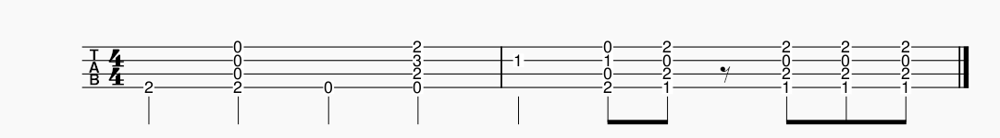 T 4 0 2 2 0 2 2 2 2
A 0 3 1 1 0 0 0 0
B 4 0 2 0 2 2 2 2
2 2 0 0 2 1 1 1 1